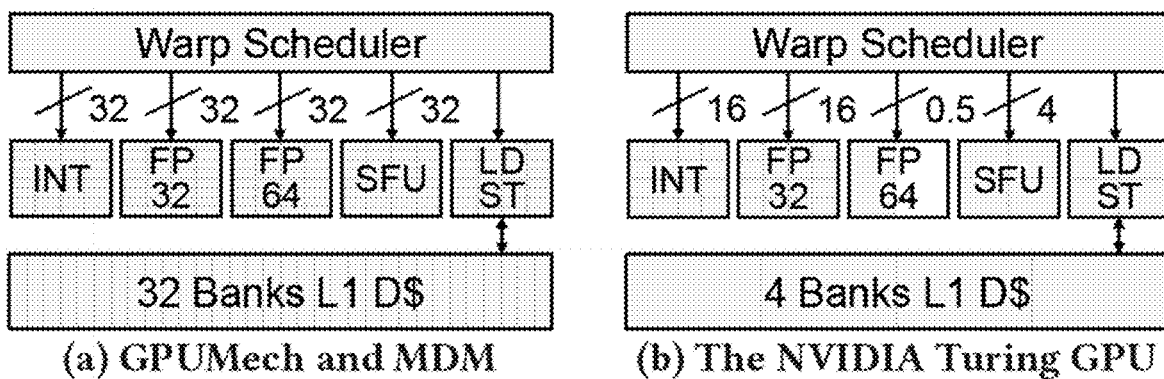 Warp Scheduler
32 32 32 32
INT FP 32 FP 64 SFU LD ST
32 Banks L1 D$
(a) GPUMech and MDM
Warp Scheduler
16 16 0.5 4
INT FP 32 FP 64 SFU LD ST
4 Banks L1 D$
(b) The NVIDIA Turing GPU